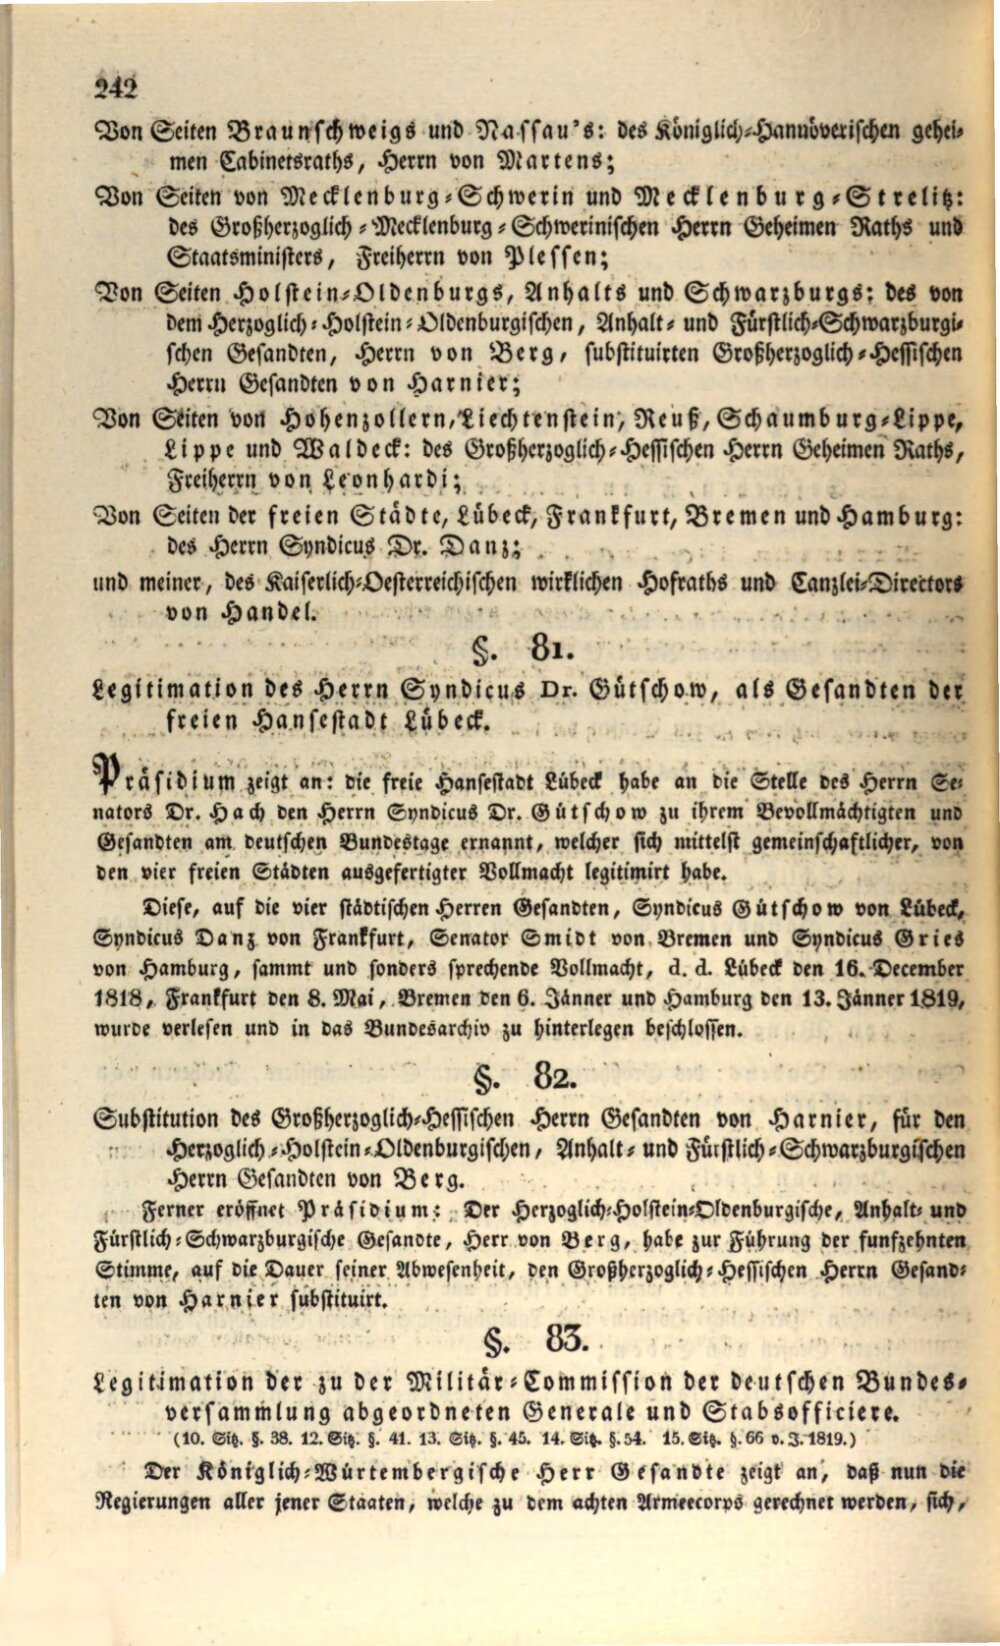 242
Von Seiten Braunschweigs und Nassau's: des Königlich-Hannöverischen gehei-
men Cabinetsraths, Herrn von Martens;
Von Seiten von Mecklenburg-Schwerin und Mecklenburg-Strelitz:
des Großherzoglich-Mecklenburg-Schwerinischen Herrn Geheimen Raths und
Staatsministers, Freiherrn von Plessen;
Von Seiten Holstein-Oldenburgs, Anhalts und Schwarzburgs: des von
dem Herzoglich-Holstein-Oldenburgischen, Anhalt- und Fürstlich-Schwarzburgi-
schen Gesandten, Herrn von Berg, substituirten Großherzoglich-Hessischen
Herrn Gesandten von Harnier;
Von Seiten von Hohenzollern, Liechtenstein, Reuß, Schaumburg-Lippe,
Lippe und Waldeck: des Großherzoglich-Hessischen Herrn Geheimen Raths,
Freiherrn von Leonhardi;
Von Seiten der freien Städte, Lübeck, Frankfurt, Bremen und Hamburg:
des Herrn Syndicus Dr. Danz;
und meiner, des Kaiserlich-Oesterreichischen wirklichen Hofraths und Canzlei-Directors
von Handel.
§. 81.
Legitimation des Herrn Syndicus Dr. Gütschow, als Gesandten der
freien Hansestadt Lübeck.
Präsidium zeigt an: die freie Hansestadt Lübeck habe an die Stelle des Herrn Se-
nators Dr. Hach den Herrn Syndicus Dr. Gütschow zu ihrem Bevollmächtigten und
Gesandten am deutschen Bundestage ernannt, welcher sich mittelst gemeinschaftlicher, von
den vier freien Städten ausgefertigter Vollmacht legitimirt habe.
Diese, auf die vier städtischen Herren Gesandten, Syndicus Gütschow von Lübeck,
Syndicus Danz von Frankfurt, Senator Smidt von Bremen und Syndicus Gries
von Hamburg, sammt und sonders sprechende Vollmacht, d. d. Lübeck den 16. December
1818, Frankfurt den 8. Mai, Bremen den 6. Jänner und Hamburg den 13. Jänner 1819,
wurde verlesen und in das Bundesarchiv zu hinterlegen beschlossen.
§. 82.
Substitution des Großherzoglich-Hessischen Herrn Gesandten von Harnier, für den
Herzoglich-Holstein-Oldenburgischen, Anhalt- und Fürstlich-Schwarzburgischen
Herrn Gesandten von Berg.
Ferner eröffnet Präsidium: Der Herzoglich-Holstein-Oldenburgische, Anhalt- und
Fürstlich-Schwarzburgische Gesandte, Herr von Berg, habe zur Führung der funfzehnten
Stimme, auf die Dauer seiner Abwesenheit, den Großherzoglich-Hessischen Herrn Gesand-
ten von Harnier substituirt.
§. 83.
Legitimation der zu der Militär-Commission der deutschen Bundes-
versammlung abgeordneten Generale und Stabsofficiere.
(10. Sitz. §. 38. 12. Sitz. §. 41. 13. Sitz. §. 45. 14. Sitz. §. 54. 15. Sitz. §. 66 v. J. 1819.)
Der Königlich-Würtembergische Herr Gesandte zeigt an, daß nun die
Regierungen aller jener Staaten, welche zu dem achten Armeecorps gerechnet werden, sich,